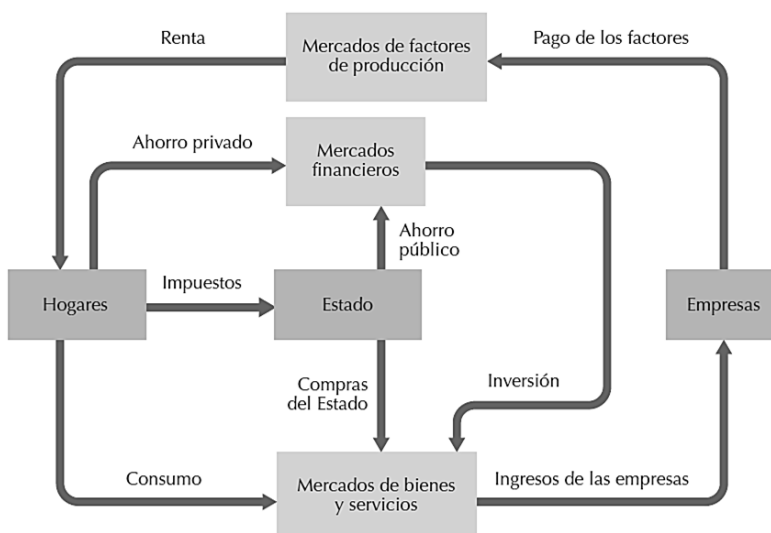 Renta
Mercados de factores
de producción
Pago de los factores
Ahorro privado
Mercados
financieros
Ahorro
público
Hogares
Impuestos
Estado
Empresas
Compras
del Estado
Inversión
Consumo
Mercados de bienes
y servicios
Ingresos de las empresas